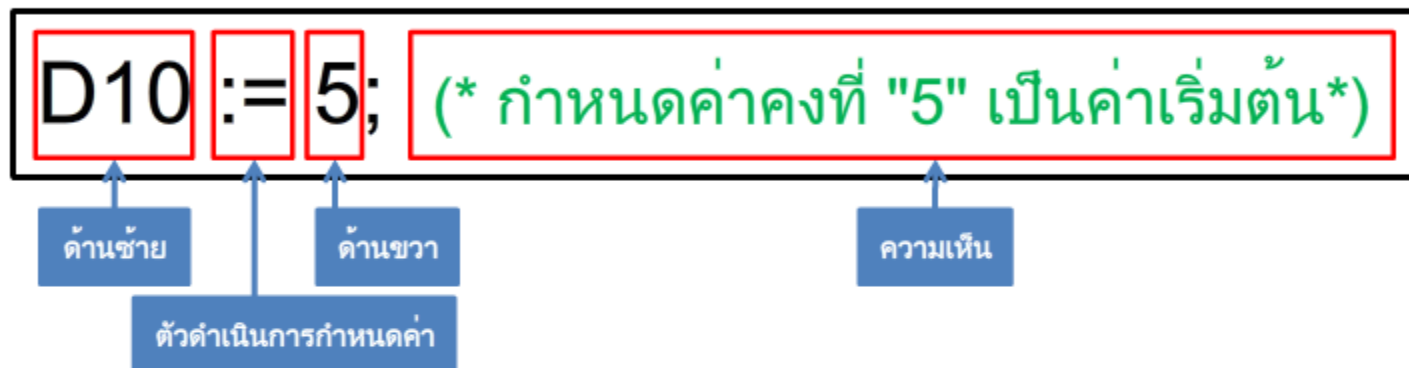 D10 := 5; (* กำหนดค่าคงที่ "5" เป็นค่าเริ่มต้น*)
ด้านซ้าย ด้านขวา ความเห็น
ตัวดำเนินการกำหนดค่า